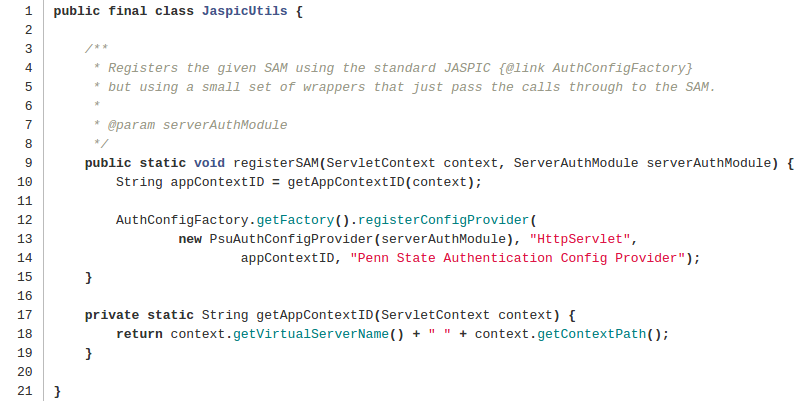 1 public final class JaspicUtils {
2
3     /**
4      * Registers the given SAM using the standard JASPIC {@link AuthConfigFactory}
5      * but using a small set of wrappers that just pass the calls through to the SAM.
6      *
7      * @param serverAuthModule
8      */
9     public static void registerSAM(ServletContext context, ServerAuthModule serverAuthModule) {
10         String appContextID = getAppContextID(context);
11
12         AuthConfigFactory.getFactory().registerConfigProvider(
13                 new PsuAuthConfigProvider(serverAuthModule), "HttpServlet",
14                         appContextID, "Penn State Authentication Config Provider");
15     }
16
17     private static String getAppContextID(ServletContext context) {
18         return context.getVirtualServerName() + " " + context.getContextPath();
19     }
20
21 }